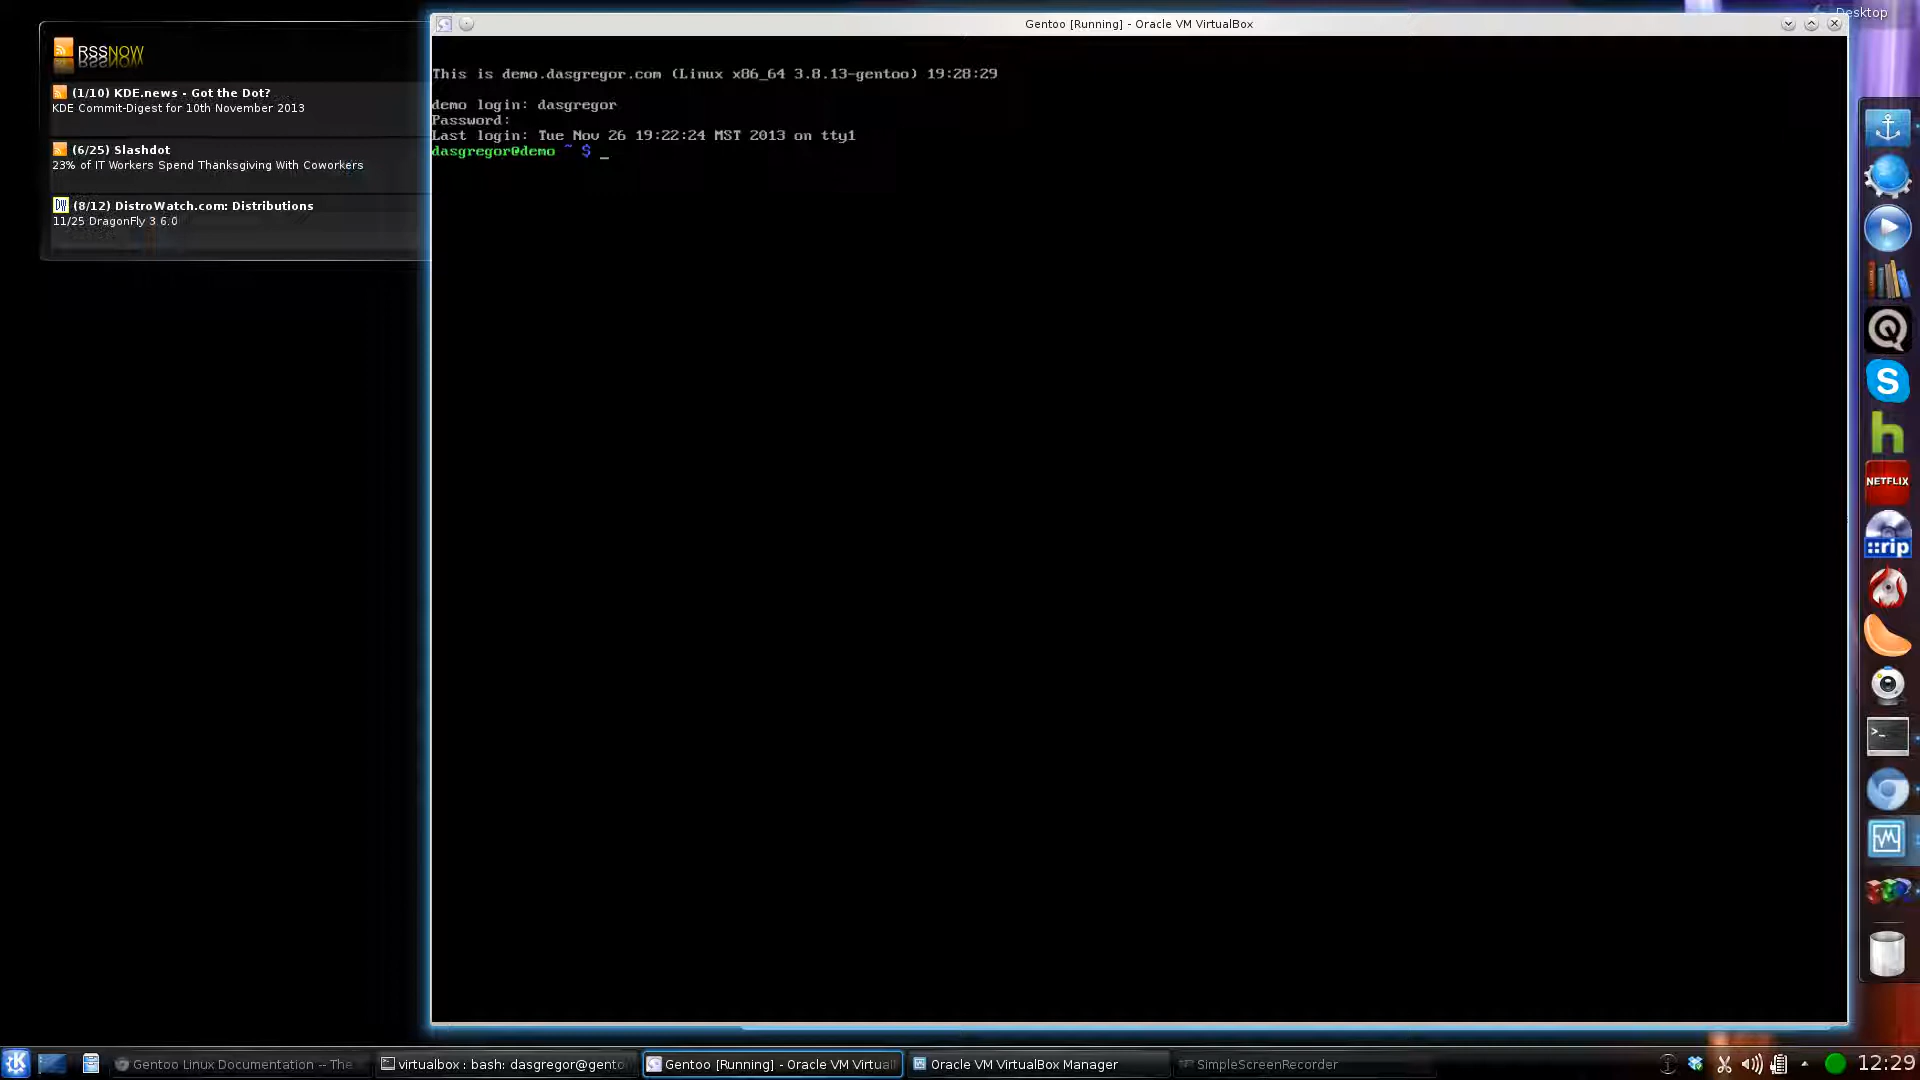 Desktop
Gentoo [Running] - Oracle VM VirtualBox
RSSNOW
(1/10) KDE.news - Got the Dot?
KDE Commit-Digest for 10th November 2013
(6/25) Slashdot
23% of IT Workers Spend Thanksgiving With Coworkers
DW
(8/12) DistroWatch.com: Distributions
11/25 DragonFly 3.6.0
This is demo.dasgregor.com (Linux x86_64 3.8.13-gentoo) 19:28:29
demo login: dasgregor
Password:
Last login: Tue Nov 26 19:22:24 MST 2013 on tty1
dasgregor@demo ~ $ _
S
h
NETFLIX
::rip
>_
Gentoo Linux Documentation -- The
virtualbox : bash: dasgregor@gento
Gentoo [Running] - Oracle VM Virtual
Oracle VM VirtualBox Manager
SimpleScreenRecorder
12:29